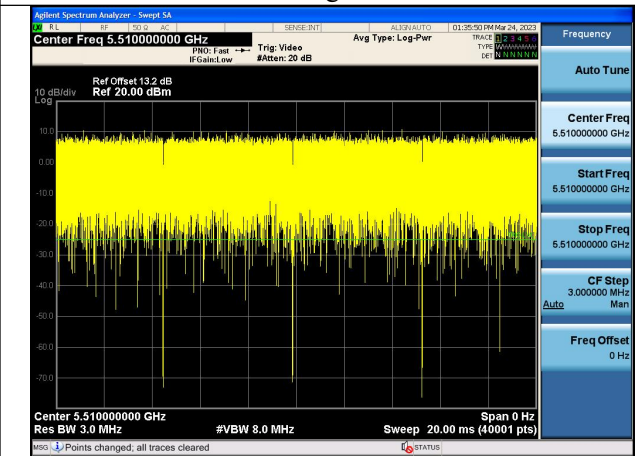 Agilent Spectrum Analyzer - Swept SA
RL RF 50 Ω AC SENSE:INT ALIGN AUTO 01:35:50 PM Mar 24, 2023
Center Freq 5.510000000 GHz
Avg Type: Log-Pwr
TRACE 1 2 3 4 5 6
PNO: Fast
Trig: Video
TYPE
IFGain:Low
#Atten: 20 dB
DET N N N N N N
Frequency
Auto Tune
Ref Offset 13.2 dB
10 dB/div Ref 20.00 dBm
Log
10.0
0.00
-10.0
-20.0
-30.0
-40.0
-50.0
-60.0
-70.0
Center Freq
5.510000000 GHz
Start Freq
5.510000000 GHz
Stop Freq
5.510000000 GHz
CF Step
3.000000 MHz
Auto Man
Freq Offset
0 Hz
Center 5.510000000 GHz Span 0 Hz
Res BW 3.0 MHz #VBW 8.0 MHz Sweep 20.00 ms (40001 pts)
MSG Points changed; all traces cleared STATUS